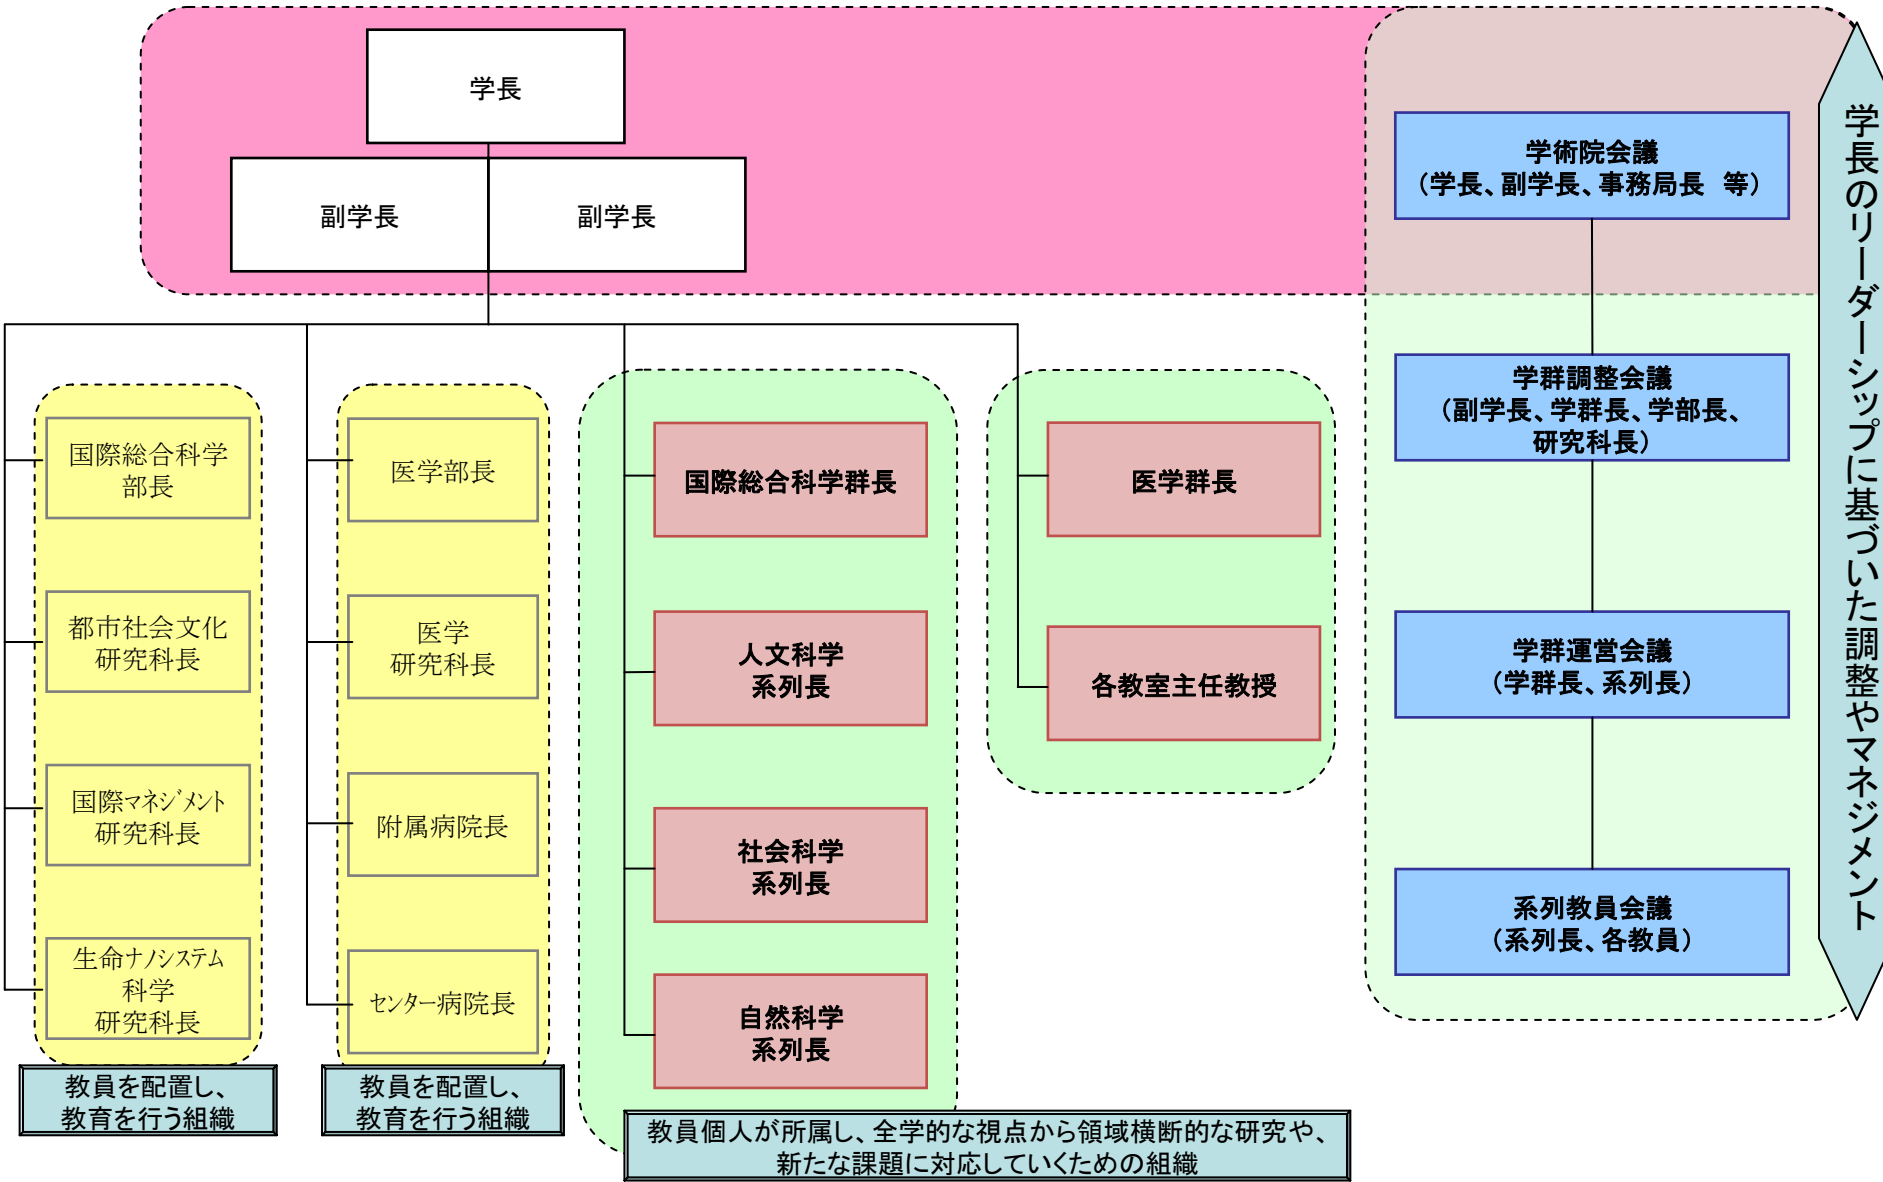 学長
副学長
副学長
国際総合科学
部長
都市社会文化
研究科長
国際マネジメント
研究科長
生命ナノシステム
科学
研究科長
教員を配置し、
教育を行う組織
医学部長
医学
研究科長
附属病院長
センター病院長
教員を配置し、
教育を行う組織
国際総合科学群長
人文科学
系列長
社会科学
系列長
自然科学
系列長
医学群長
各教室主任教授
教員個人が所属し、全学的な視点から領域横断的な研究や、
新たな課題に対応していくための組織
学術院会議
（学長、副学長、事務局長　等）
学群調整会議
（副学長、学群長、学部長、
研究科長）
学群運営会議
（学群長、系列長）
系列教員会議
（系列長、各教員）
学長のリーダーシップに基づいた調整やマネジメント